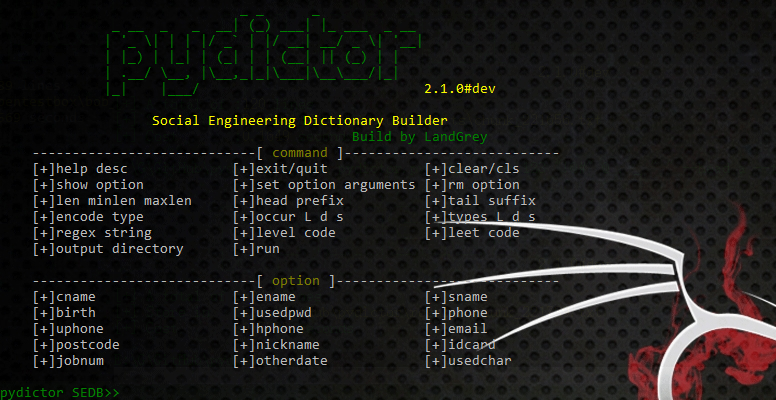 pydictor
2.1.0#dev
Social Engineering Dictionary Builder
Build by LandGrey
----------------------------[ command ]---------------------------
[+]help desc [+]exit/quit [+]clear/cls
[+]show option [+]set option arguments [+]rm option
[+]len minlen maxlen [+]head prefix [+]tail suffix
[+]encode type [+]occur L d s [+]types L d s
[+]regex string [+]level code [+]leet code
[+]output directory [+]run
----------------------------[ option ]----------------------------
[+]cname [+]ename [+]sname
[+]birth [+]usedpwd [+]phone
[+]uphone [+]hphone [+]email
[+]postcode [+]nickname [+]idcard
[+]jobnum [+]otherdate [+]usedchar
pydictor SEDB>>